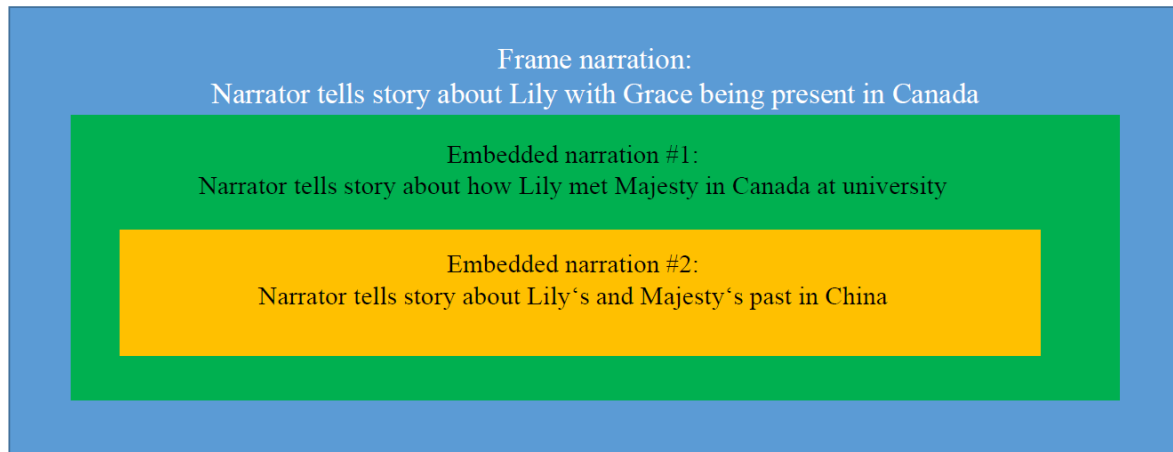 Frame narration:
Narrator tells story about Lily with Grace being present in Canada
Embedded narration #1:
Narrator tells story about how Lily met Majesty in Canada at university
Embedded narration #2:
Narrator tells story about Lily‘s and Majesty‘s past in China